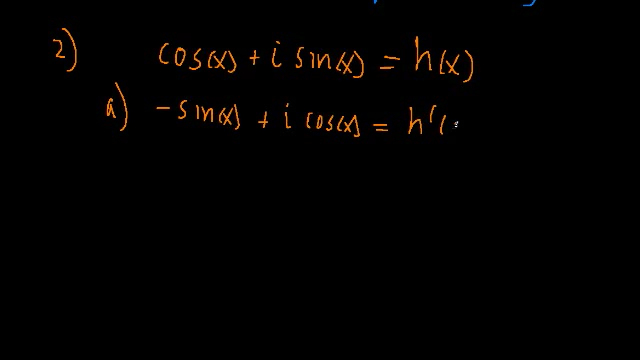 2) cos(x) + i sin(x) = h(x)
a) -sin(x) + i cos(x) = h'(